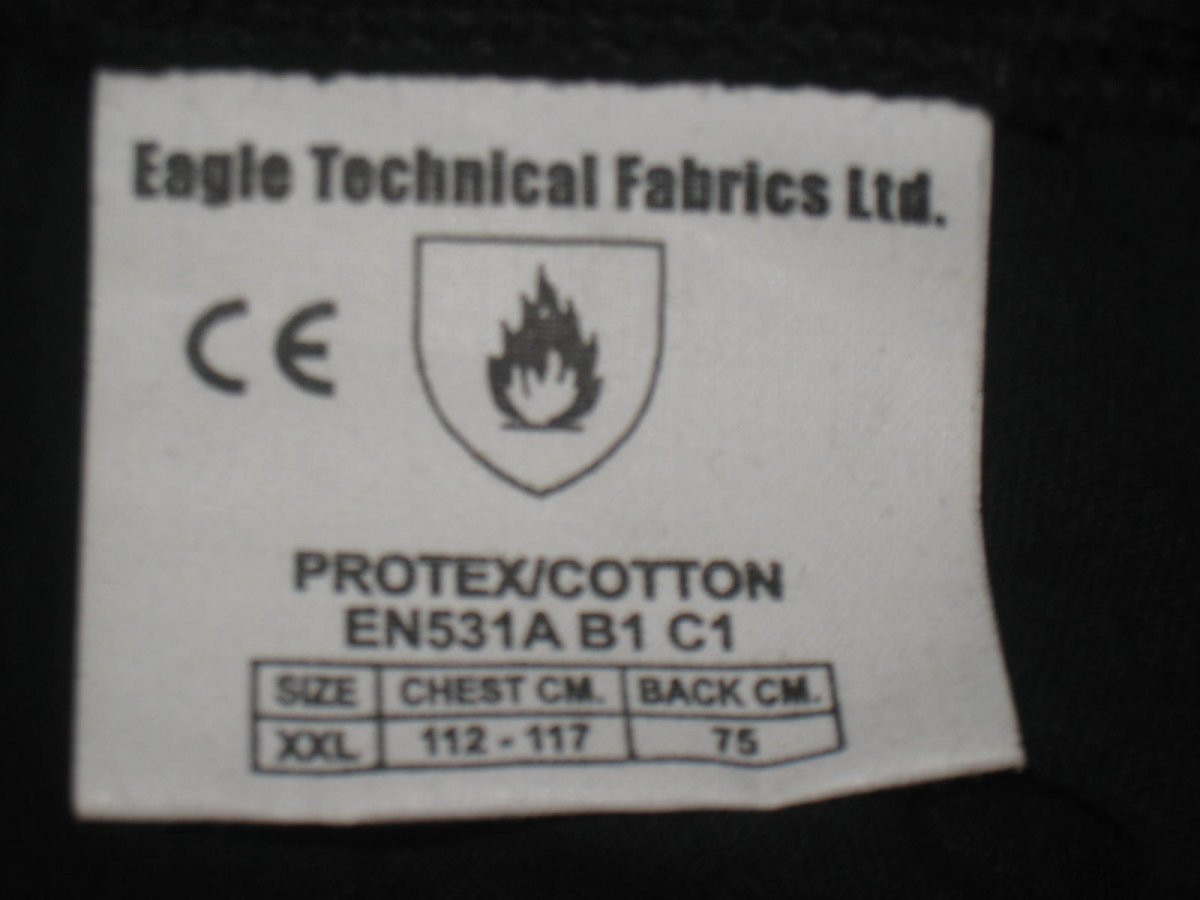 Eagle Technical Fabrics Ltd.
CE
PROTEX/COTTON
EN531A B1 C1
SIZE CHEST CM. BACK CM.
XXL 112 - 117 75